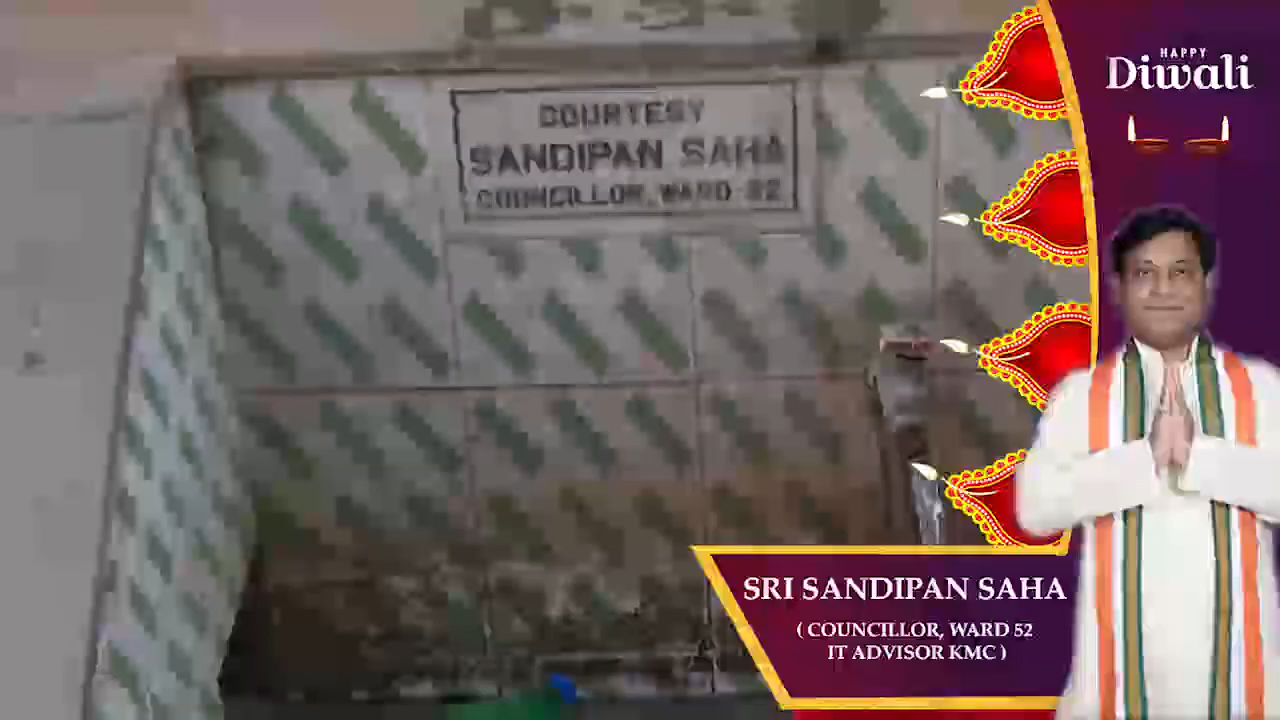 COURTESY
SANDIPAN SAHA
COUNCILLOR, WARD-52
HAPPY
Diwali
SRI SANDIPAN SAHA
( COUNCILLOR, WARD 52
IT ADVISOR KMC )